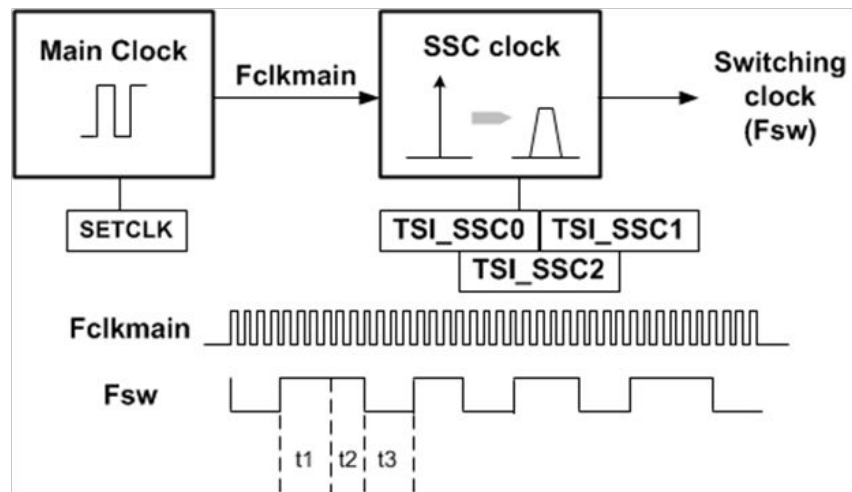 Main Clock
SSC clock
Fclkmain
Switching
clock
(Fsw)
SETCLK
TSI_SSC0
TSI_SSC1
TSI_SSC2
Fclkmain
Fsw
t1
t2
t3